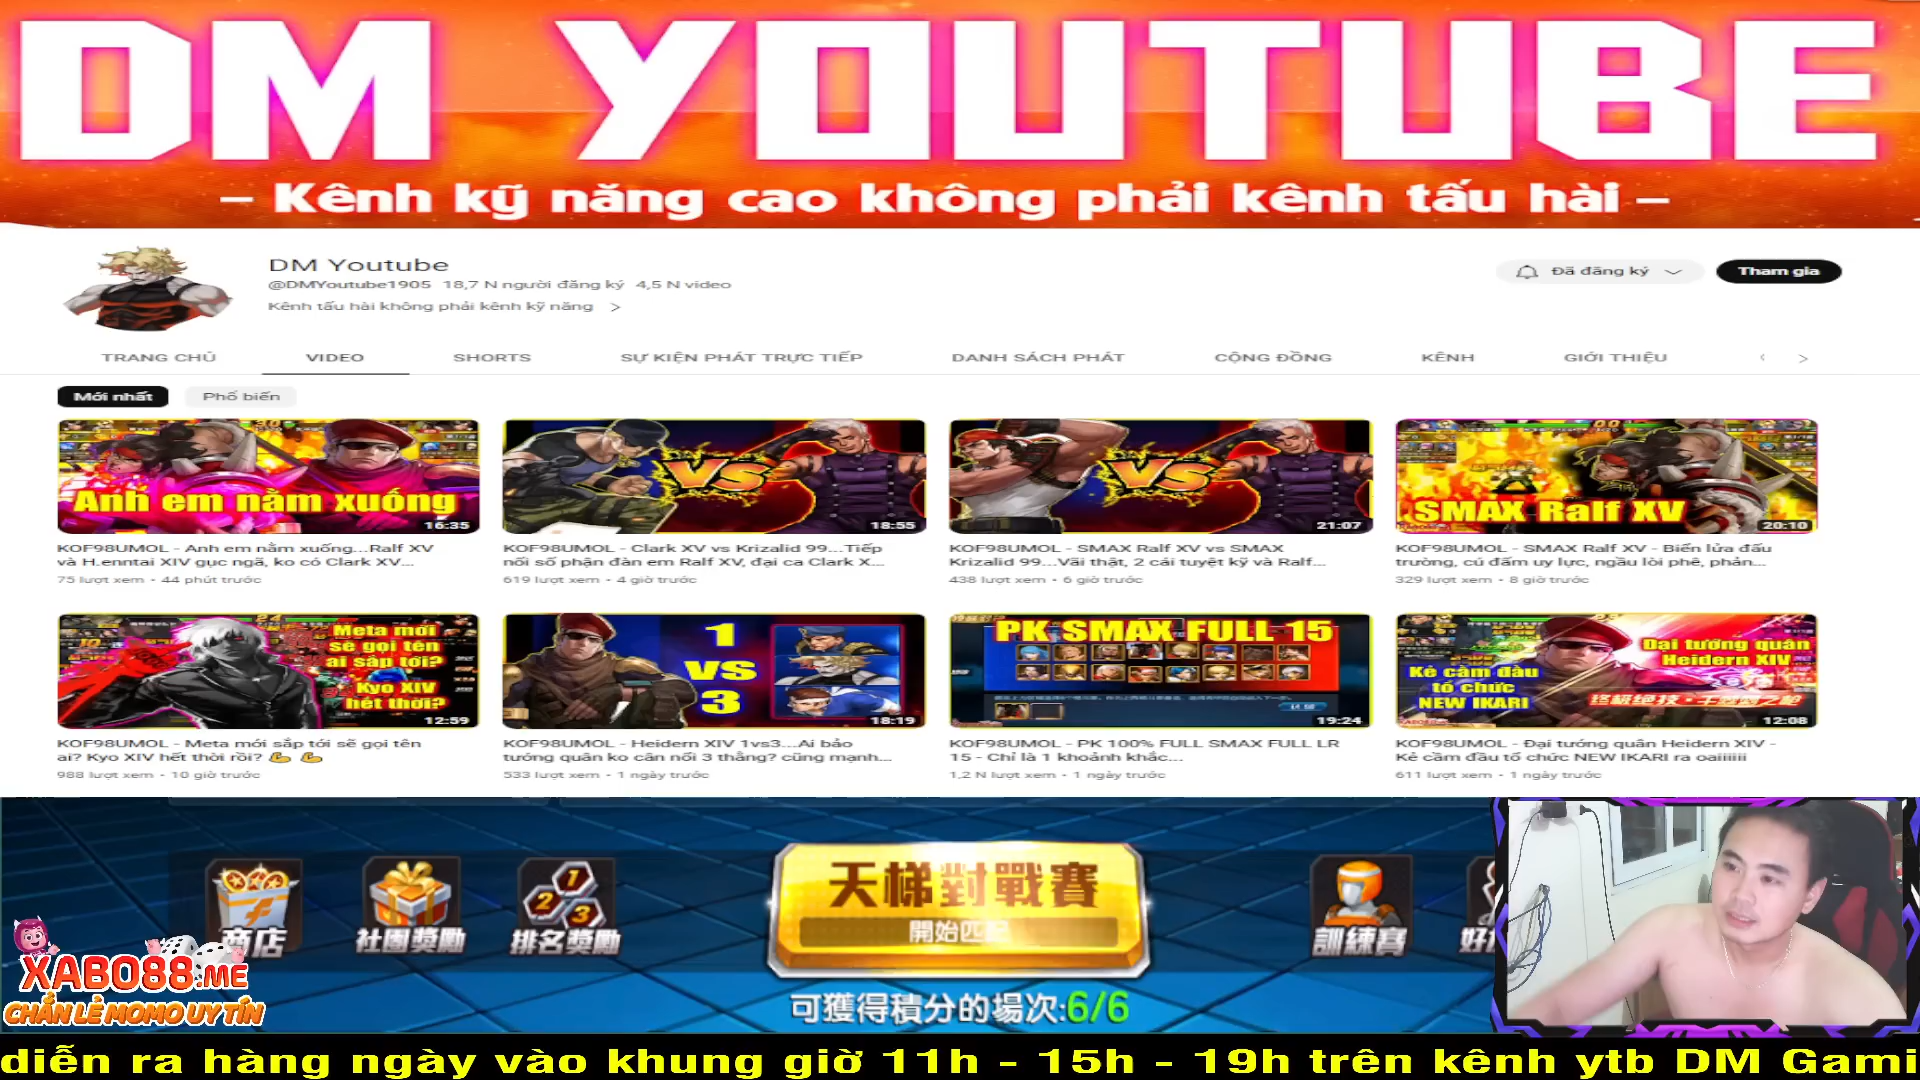 DM YOUTUBE
– Kênh kỹ năng cao không phải kênh tấu hài –
DM Youtube
@DMYoutube1905 18,7 N người đăng ký 4,5 N video
Kênh tấu hài không phải kênh kỹ năng >
Đã đăng ký
Tham gia
TRANG CHỦ VIDEO SHORTS SỰ KIỆN PHÁT TRỰC TIẾP DANH SÁCH PHÁT CỘNG ĐỒNG KÊNH GIỚI THIỆU
Mới nhất Phổ biến
Anh em nằm xuống
16:35
VS
18:55
VS
21:07
SMAX Ralf XV
20:10
KOF98UMOL - Anh em nằm xuống...Ralf XV
và H.enntai XIV gục ngã, ko có Clark XV...
75 lượt xem • 44 phút trước
KOF98UMOL - Clark XV vs Krizalid 99...Tiếp
nối số phận đàn em Ralf XV, đại ca Clark X...
619 lượt xem • 4 giờ trước
KOF98UMOL - SMAX Ralf XV vs SMAX
Krizalid 99...Vãi thật, 2 cái tuyệt kỹ và Ralf...
438 lượt xem • 6 giờ trước
KOF98UMOL - SMAX Ralf XV - Biển lửa đấu
trường, cú đấm uy lực, ngầu lòi phê, phản...
329 lượt xem • 8 giờ trước
Meta mới
sẽ gọi tên
ai sắp tới?
Kyo XIV
hết thời?
12:59
1
VS
3
18:19
PK SMAX FULL 15
19:24
Đại tướng quân
Heidern XIV
Kẻ cầm đầu
tổ chức
NEW IKARI
12:08
KOF98UMOL - Meta mới sắp tới sẽ gọi tên
ai? Kyo XIV hết thời rồi? 💪 💪
988 lượt xem • 10 giờ trước
KOF98UMOL - Heidern XIV 1vs3...Ai bảo
tướng quân ko cân nổi 3 thằng? cũng mạnh...
533 lượt xem • 1 ngày trước
KOF98UMOL - PK 100% FULL SMAX FULL LR
15 - Chỉ là 1 khoảnh khắc...
1,2 N lượt xem • 1 ngày trước
KOF98UMOL - Đại tướng quân Heidern XIV -
Kẻ cầm đầu tổ chức NEW IKARI ra oaiiiiii
611 lượt xem • 1 ngày trước
商店
社團獎勵
1
2 3
排名獎勵
天梯對戰賽
開始匹配
可獲得積分的場次:6/6
訓練賽
XABO88.ME
CHẴN LẺ MOMO UY TÍN
diễn ra hàng ngày vào khung giờ 11h - 15h - 19h trên kênh ytb DM Gami